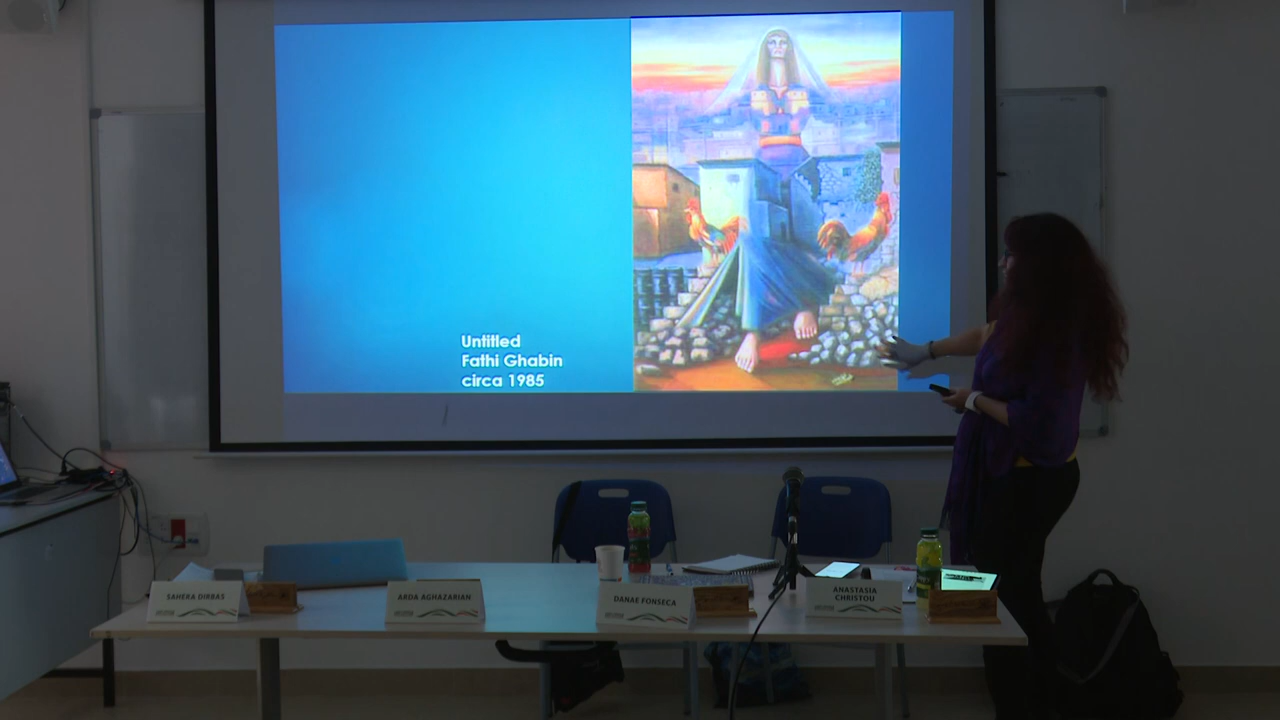 Untitled
Fathi Ghabin
circa 1985
SAHERA DIRBAS
ARDA AGHAZARIAN
DANAE FONSECA
ANASTASIA
CHRISTOU